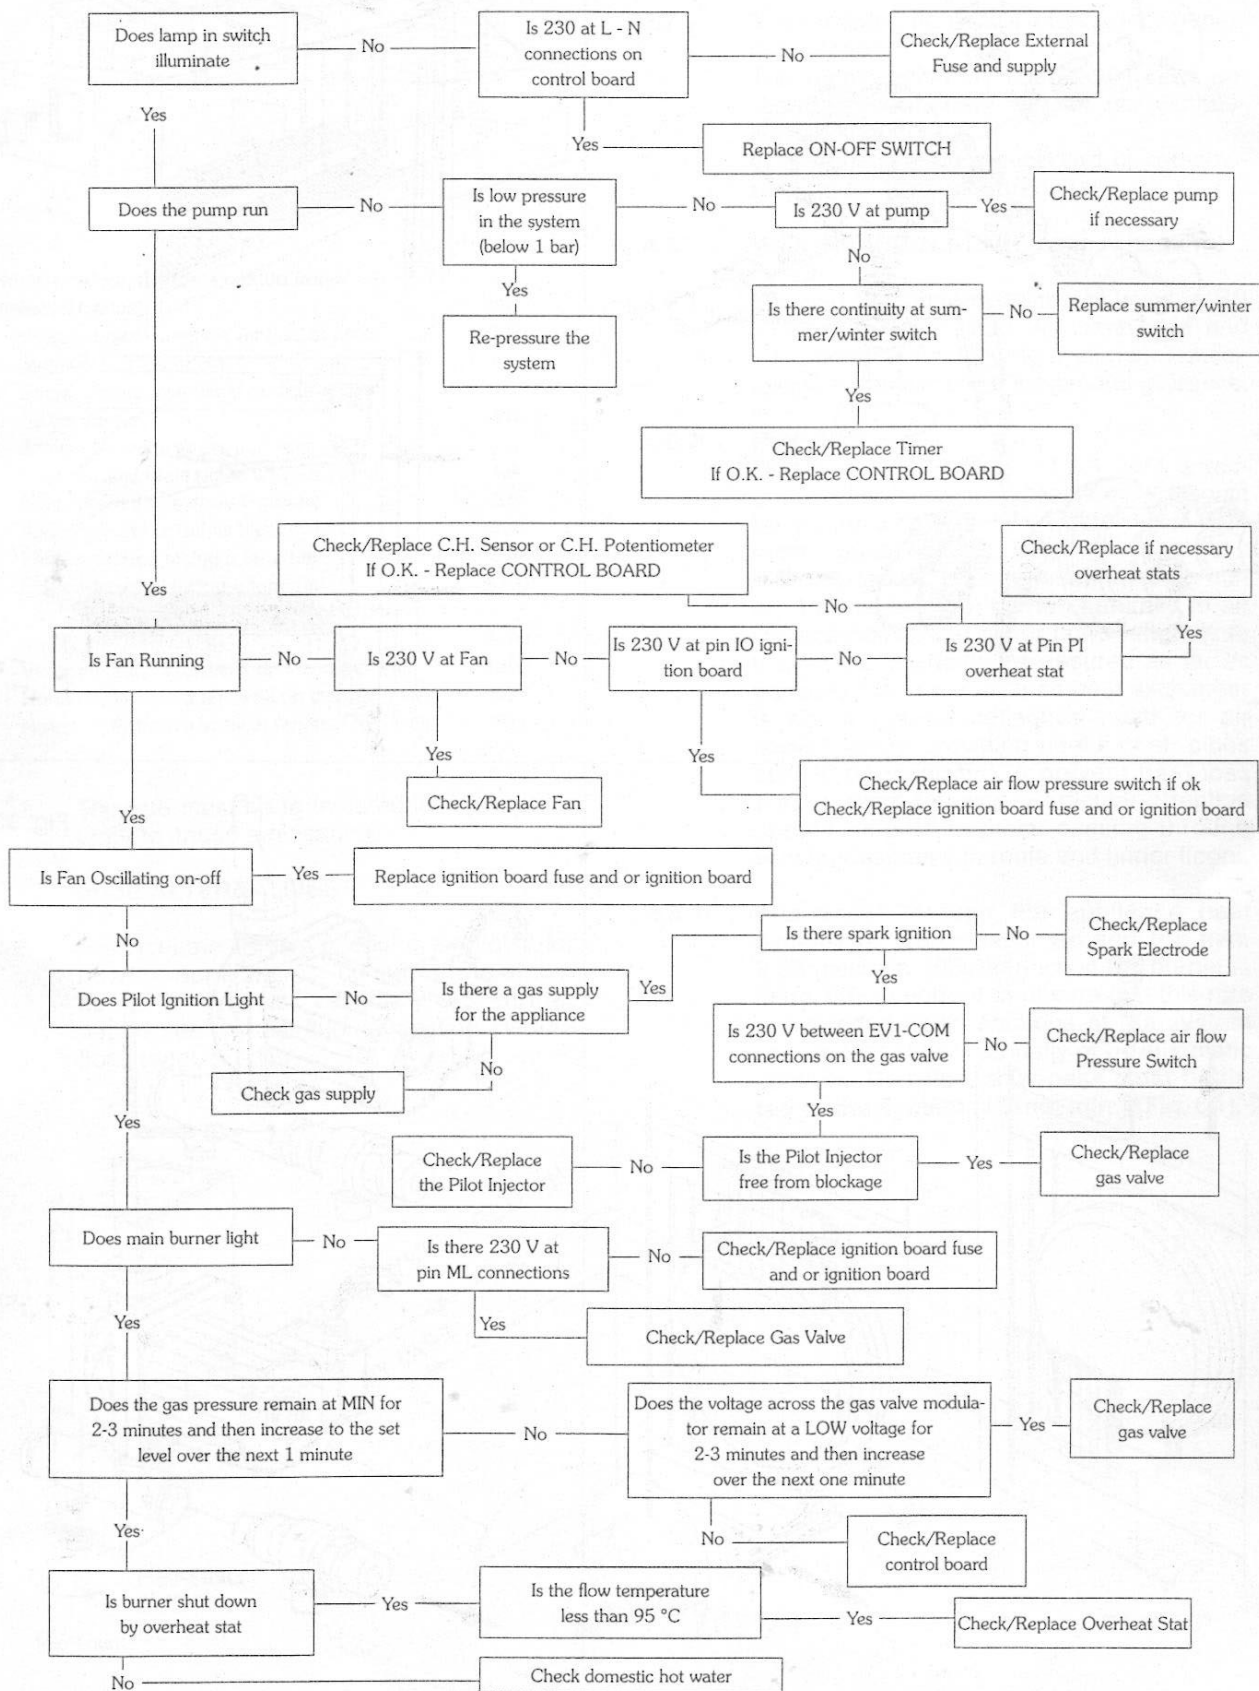 Does lamp in switch
illuminate
No
Is 230 at L - N
connections on
control board
No
Check/Replace External
Fuse and supply
Yes
Yes
Replace ON-OFF SWITCH
Does the pump run
No
Is low pressure
in the system
(below 1 bar)
No
Is 230 V at pump
Yes
Check/Replace pump
if necessary
No
Yes
Is there continuity at sum-
mer/winter switch
No
Replace summer/winter
switch
Re-pressure the
system
Yes
Check/Replace Timer
If O.K. - Replace CONTROL BOARD
Check/Replace C.H. Sensor or C.H. Potentiometer
If O.K. - Replace CONTROL BOARD
Check/Replace if necessary
overheat stats
Yes
No
Is Fan Running
No
Is 230 V at Fan
No
Is 230 V at pin IO igni-
tion board
No
Is 230 V at Pin PI
overheat stat
Yes
Yes
Yes
Check/Replace Fan
Check/Replace air flow pressure switch if ok
Check/Replace ignition board fuse and or ignition board
Yes
Is Fan Oscillating on-off
Yes
Replace ignition board fuse and or ignition board
No
Is there spark ignition
No
Check/Replace
Spark Electrode
Does Pilot Ignition Light
No
Is there a gas supply
for the appliance
Yes
Yes
Is 230 V between EV1-COM
connections on the gas valve
No
Check/Replace air flow
Pressure Switch
No
Check gas supply
Yes
Yes
Check/Replace
the Pilot Injector
No
Is the Pilot Injector
free from blockage
Yes
Check/Replace
gas valve
Does main burner light
No
Is there 230 V at
pin ML connections
No
Check/Replace ignition board fuse
and or ignition board
Yes
Yes
Check/Replace Gas Valve
Does the gas pressure remain at MIN for
2-3 minutes and then increase to the set
level over the next 1 minute
No
Does the voltage across the gas valve modula-
tor remain at a LOW voltage for
2-3 minutes and then increase
over the next one minute
Yes
Check/Replace
gas valve
Yes
No
Check/Replace
control board
Is burner shut down
by overheat stat
Yes
Is the flow temperature
less than 95 °C
Yes
Check/Replace Overheat Stat
No
Check domestic hot water